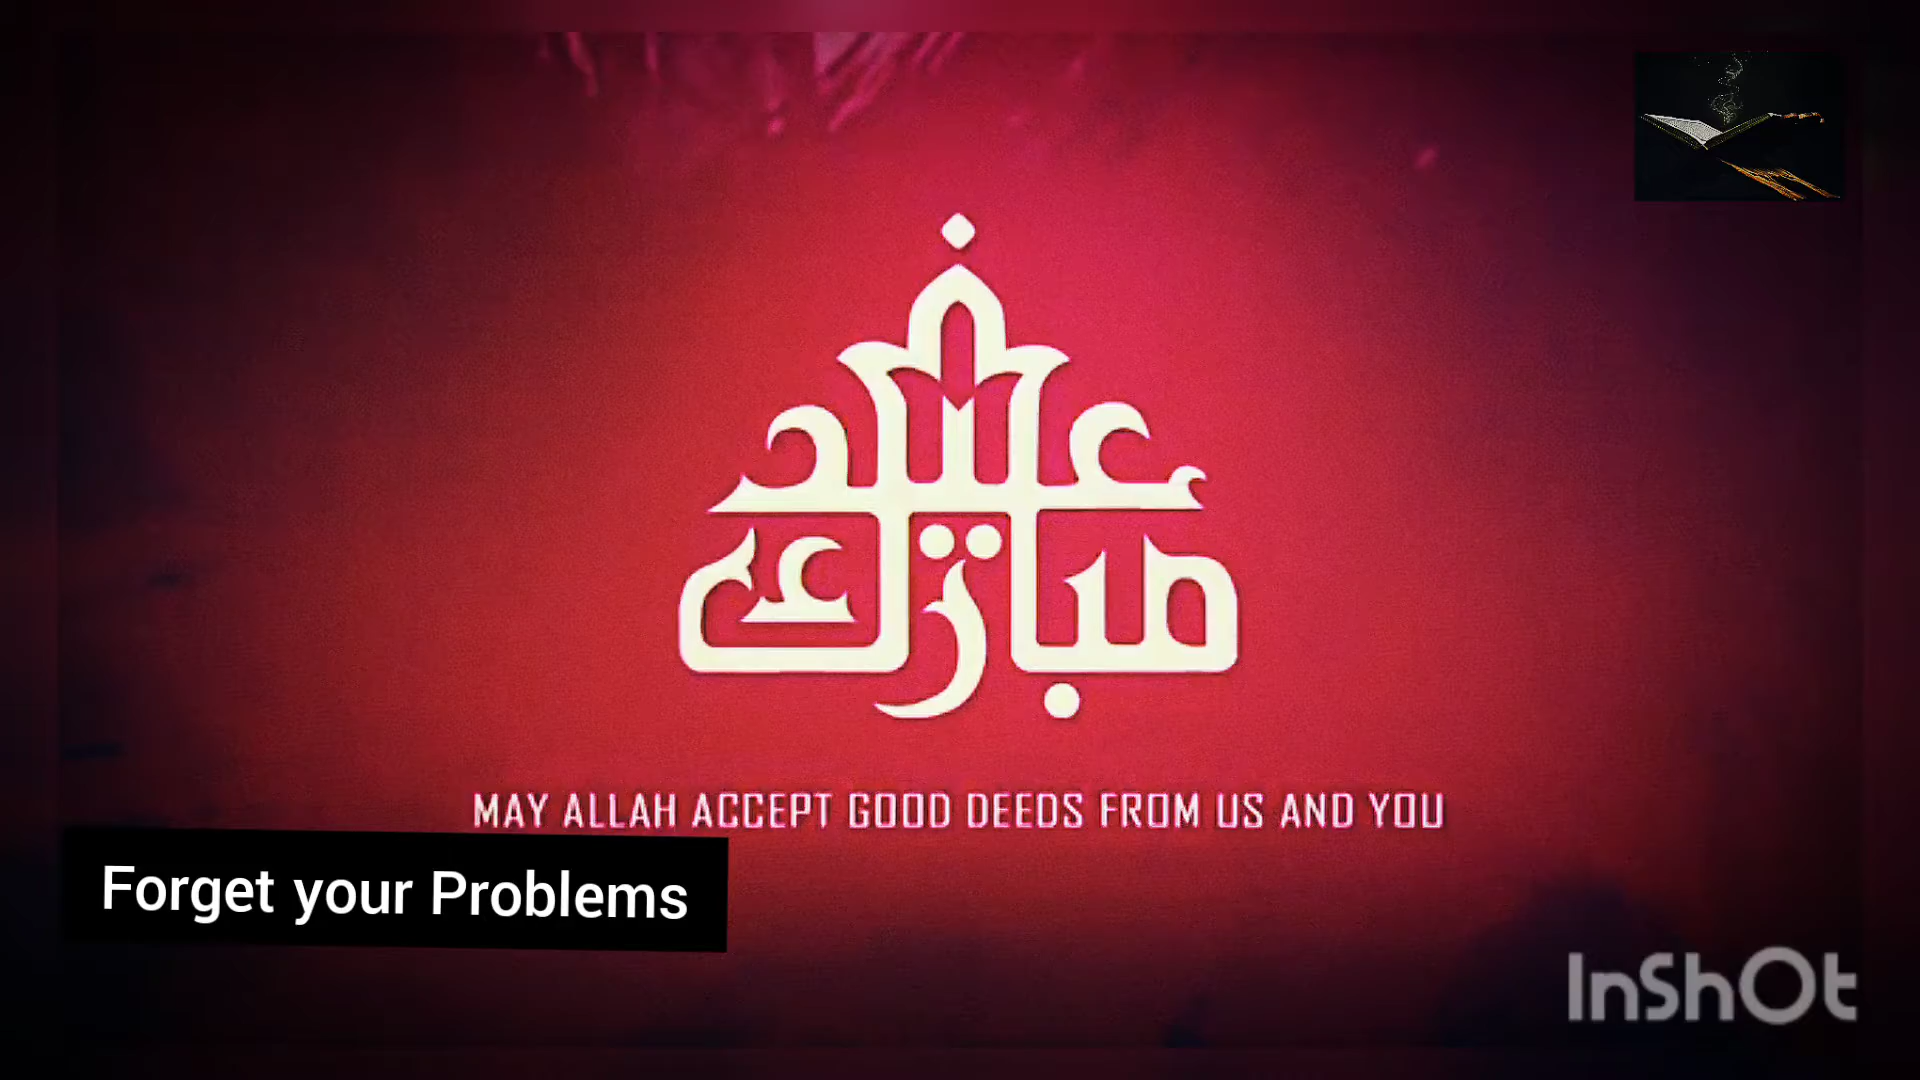 عيد
مبارك
MAY ALLAH ACCEPT GOOD DEEDS FROM US AND YOU
Forget your Problems
InShOt